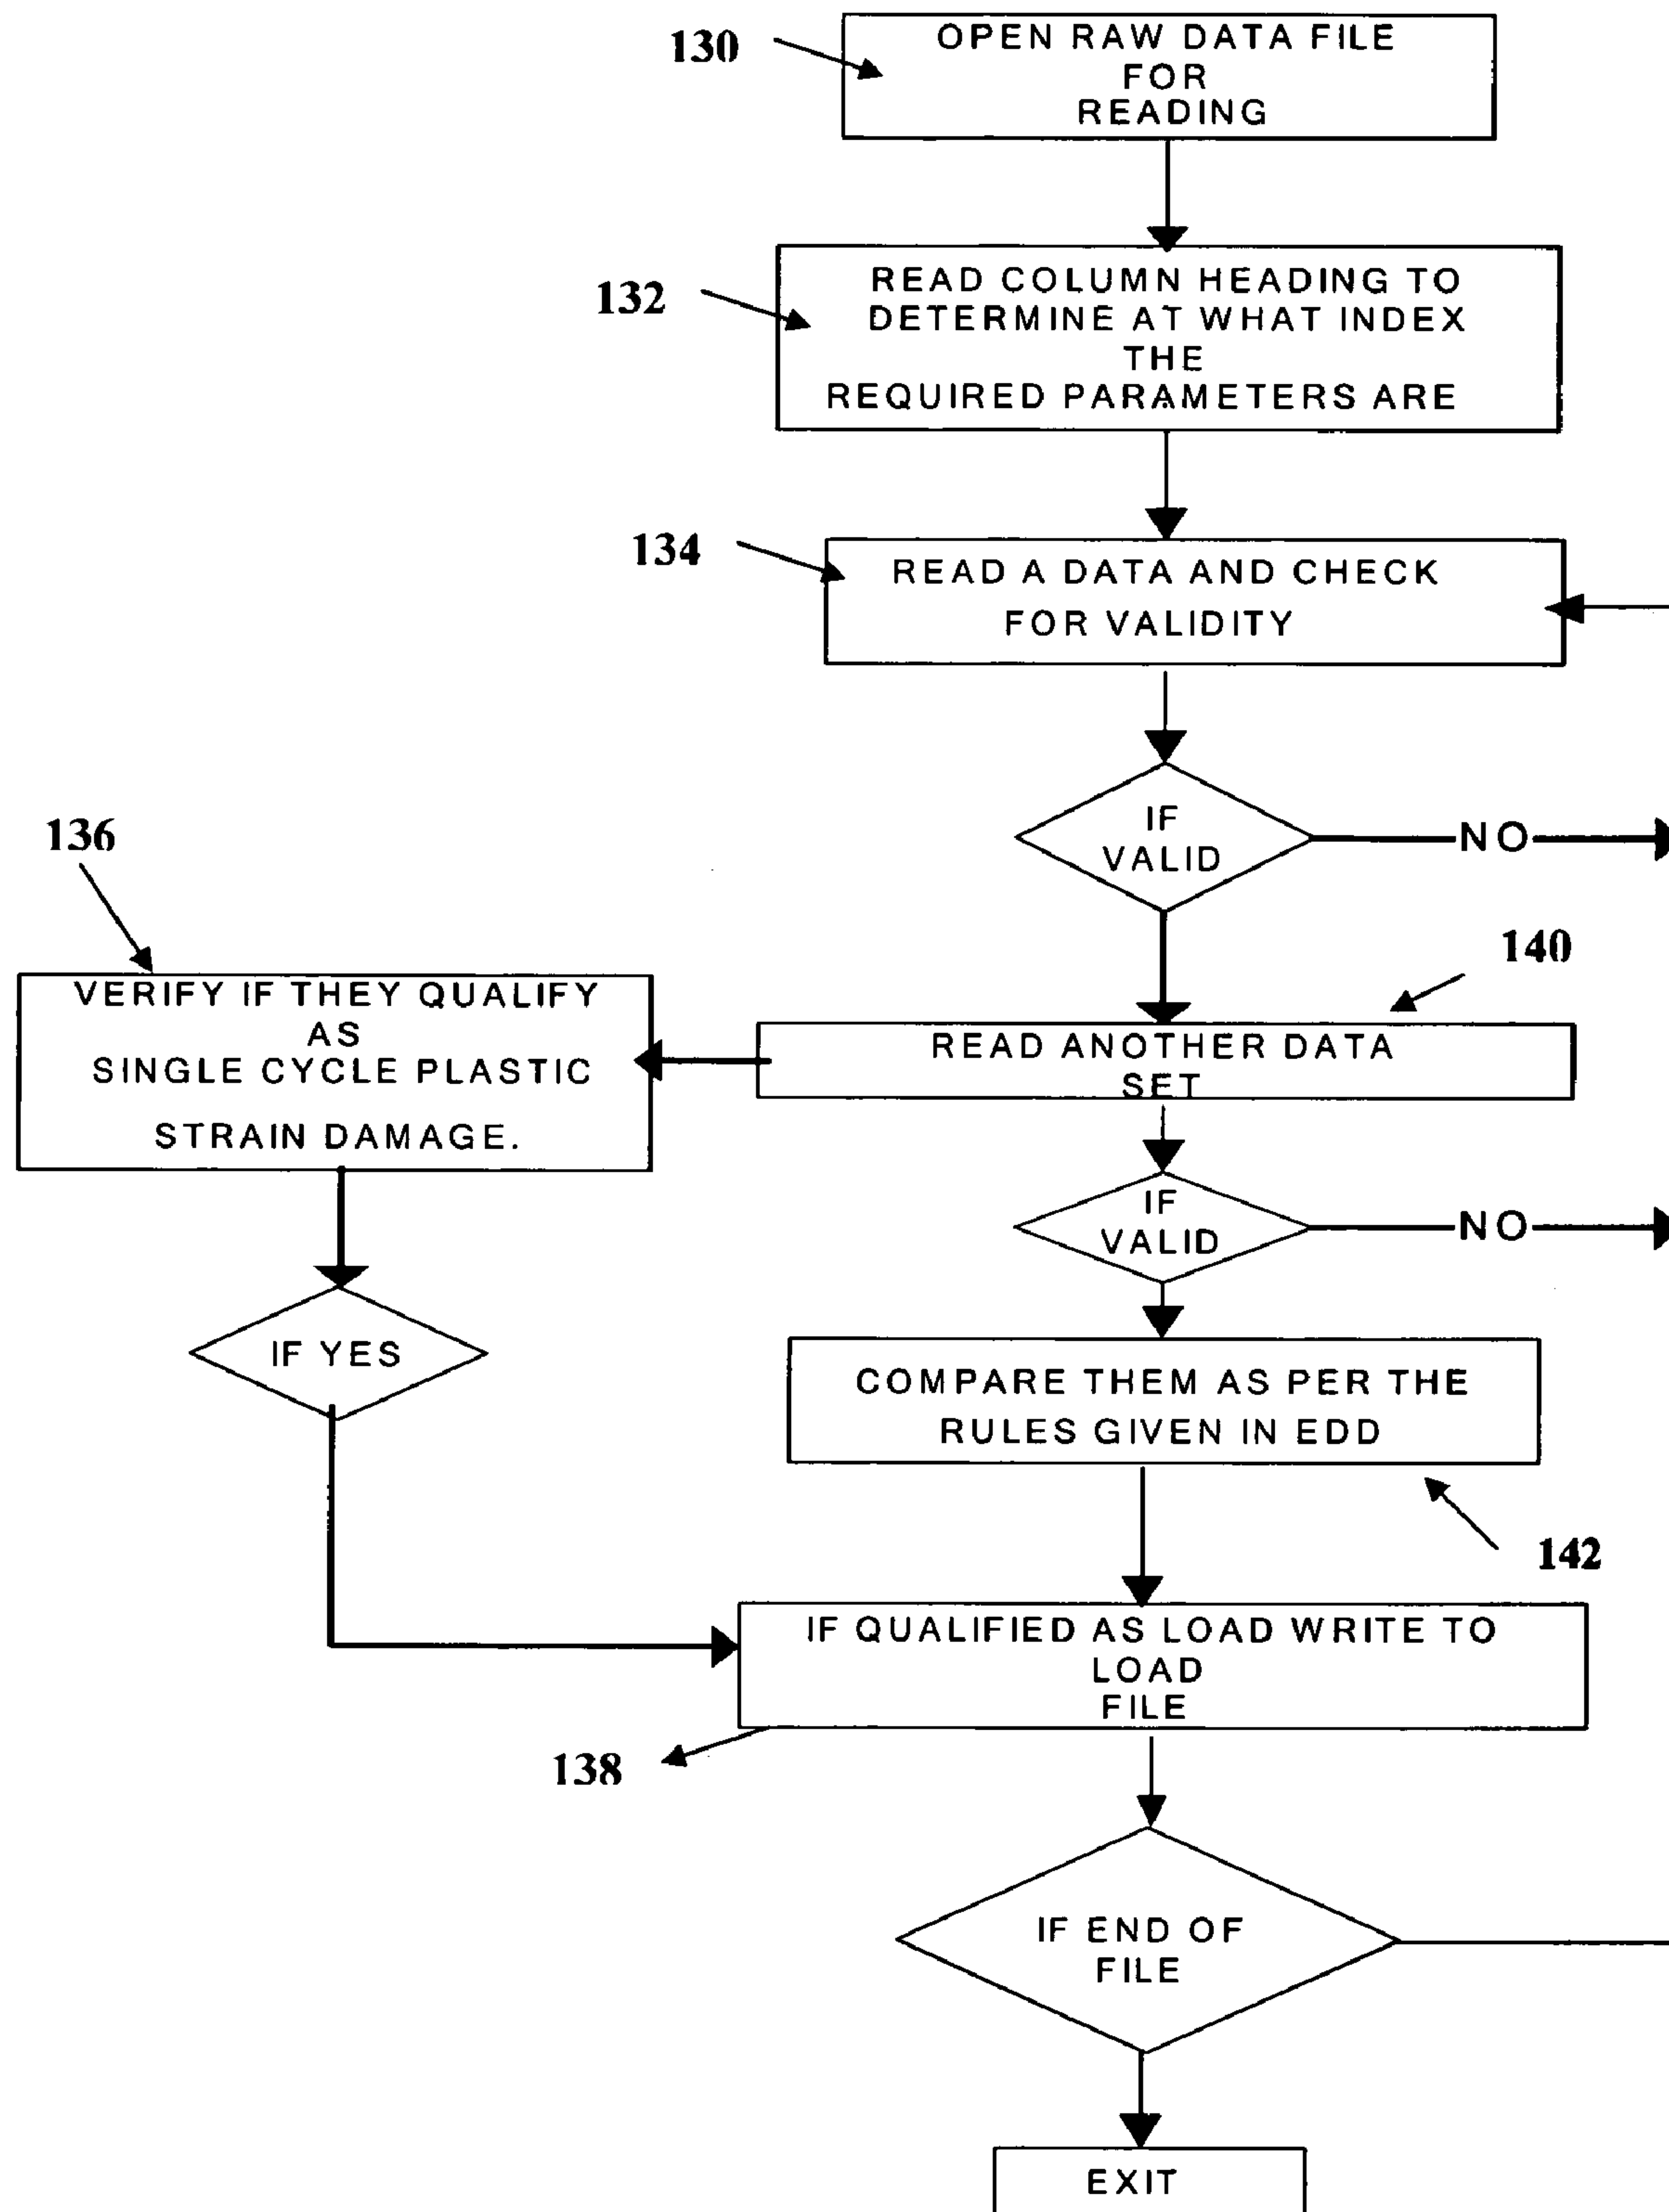 130
OPEN RAW DATA FILE
FOR
READING
132
READ COLUMN HEADING TO
DETERMINE AT WHAT INDEX
THE
REQUIRED PARAMETERS ARE
134
READ A DATA AND CHECK
FOR VALIDITY
IF
VALID
NO
136
140
VERIFY IF THEY QUALIFY
AS
SINGLE CYCLE PLASTIC
STRAIN DAMAGE.
READ ANOTHER DATA
SET
IF
VALID
NO
IF YES
COMPARE THEM AS PER THE
RULES GIVEN IN EDD
142
IF QUALIFIED AS LOAD WRITE TO
LOAD
FILE
138
IF END OF
FILE
EXIT